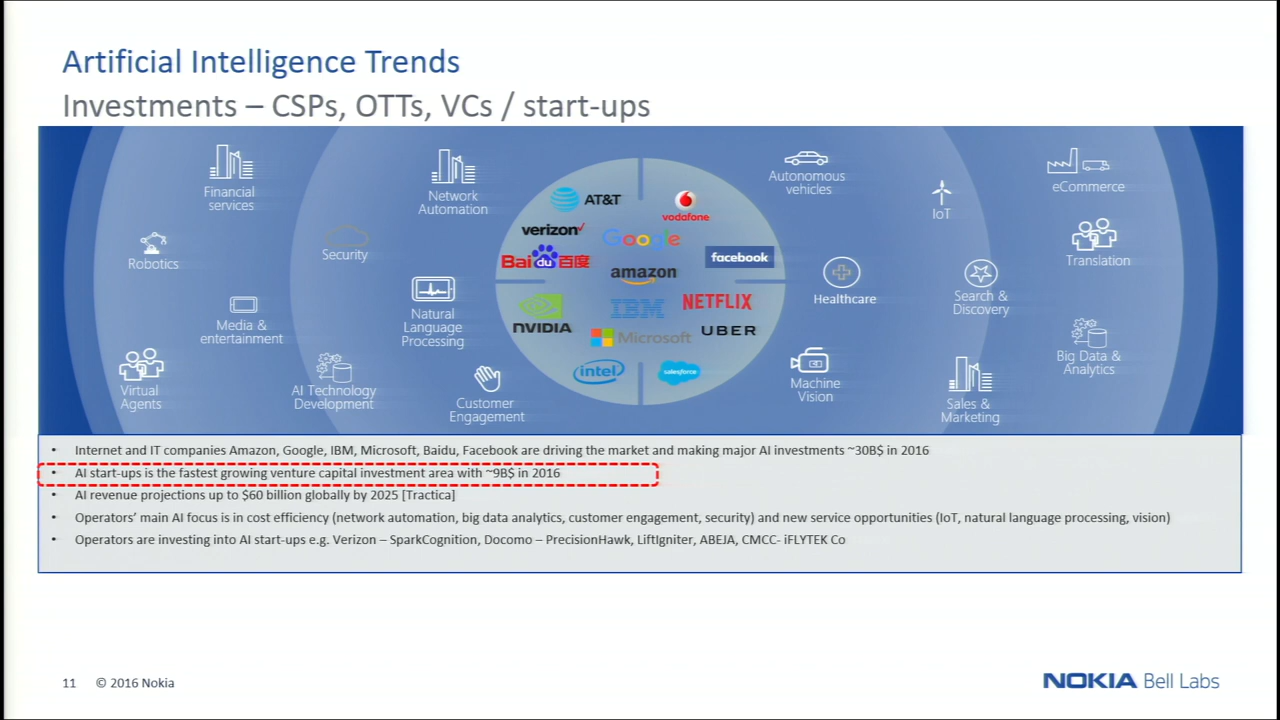 Artificial Intelligence Trends
Investments – CSPs, OTTs, VCs / start-ups
Financial
services
Network
Automation
Robotics
Security
Media &
entertainment
Natural
Language
Processing
Virtual
Agents
AI Technology
Development
Customer
Engagement
AT&T
vodafone
verizon
Google
Bai du 百度
facebook
amazon
NVIDIA
IBM
NETFLIX
Microsoft
UBER
intel
salesforce
Autonomous
vehicles
IoT
eCommerce
Translation
Healthcare
Search &
Discovery
Machine
Vision
Big Data &
Analytics
Sales &
Marketing
• Internet and IT companies Amazon, Google, IBM, Microsoft, Baidu, Facebook are driving the market and making major AI investments ~30B$ in 2016
• AI start-ups is the fastest growing venture capital investment area with ~9B$ in 2016
• AI revenue projections up to $60 billion globally by 2025 [Tractica]
• Operators’ main AI focus is in cost efficiency (network automation, big data analytics, customer engagement, security) and new service opportunities (IoT, natural language processing, vision)
• Operators are investing into AI start-ups e.g. Verizon – SparkCognition, Docomo – PrecisionHawk, LiftIgniter, ABEJA, CMCC- iFLYTEK Co
11 © 2016 Nokia
NOKIA Bell Labs